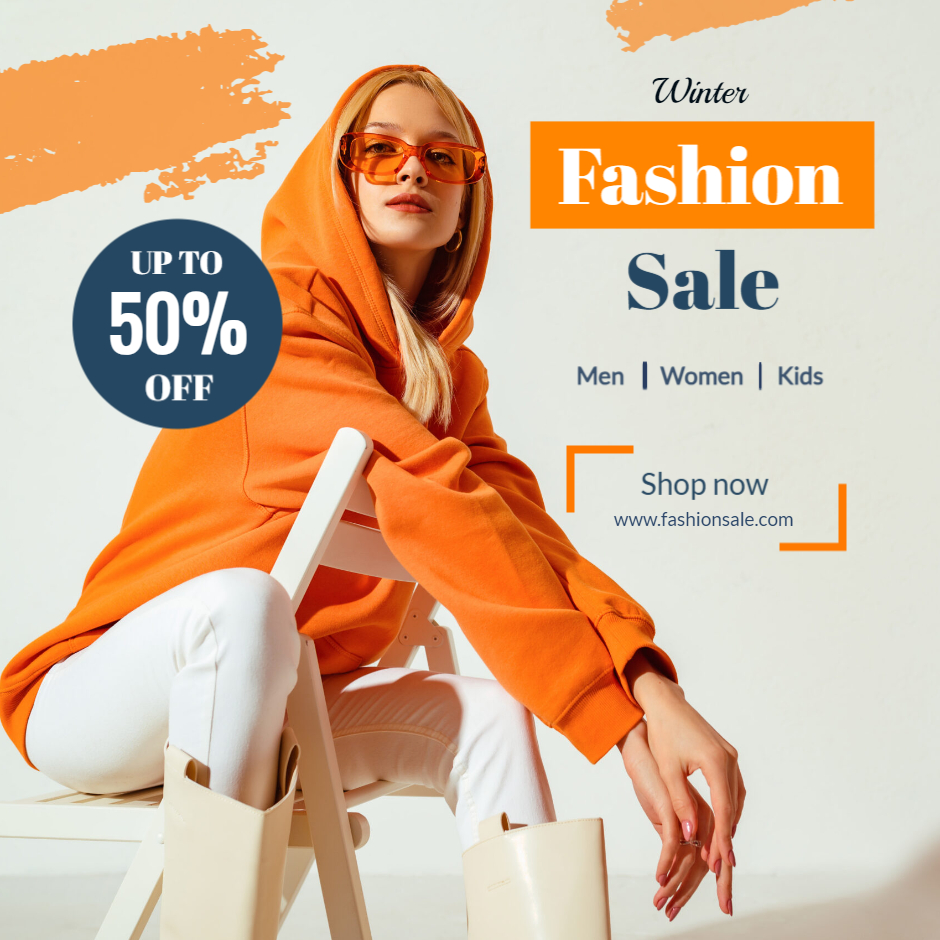 Winter
Fashion
Sale
UP TO
50%
OFF
Men | Women | Kids
Shop now
www.fashionsale.com